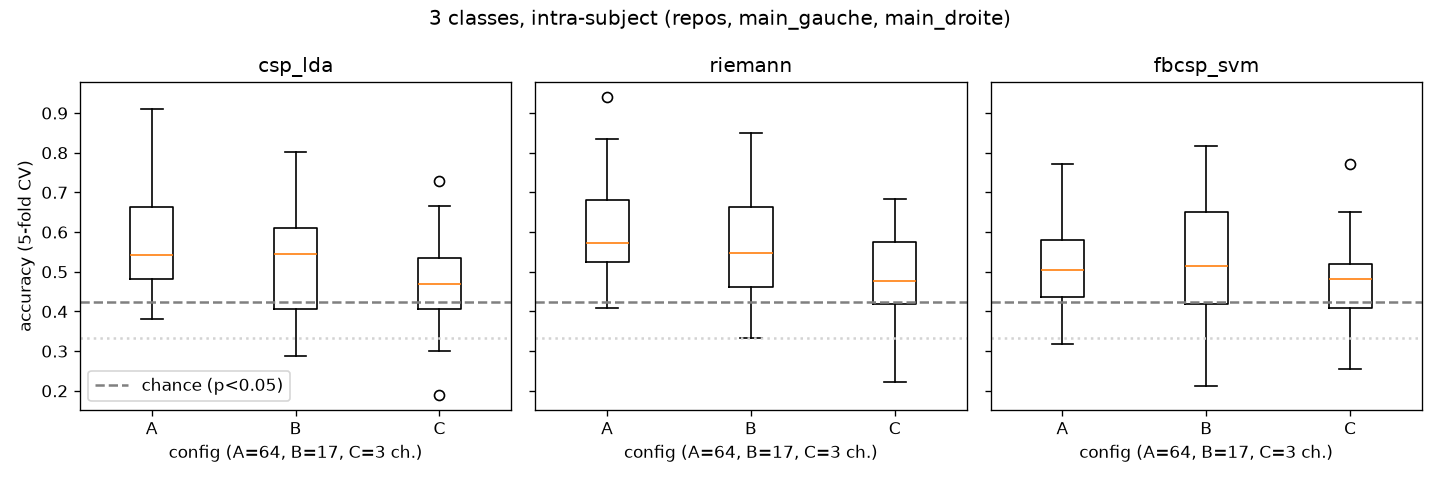 3 classes, intra-subject (repos, main_gauche, main_droite)
csp_lda
riemann
fbcsp_svm
accuracy (5-fold CV)
0.9
0.8
0.7
0.6
0.5
0.4
0.3
0.2
chance (p<0.05)
A B C
A B C
A B C
config (A=64, B=17, C=3 ch.)
config (A=64, B=17, C=3 ch.)
config (A=64, B=17, C=3 ch.)